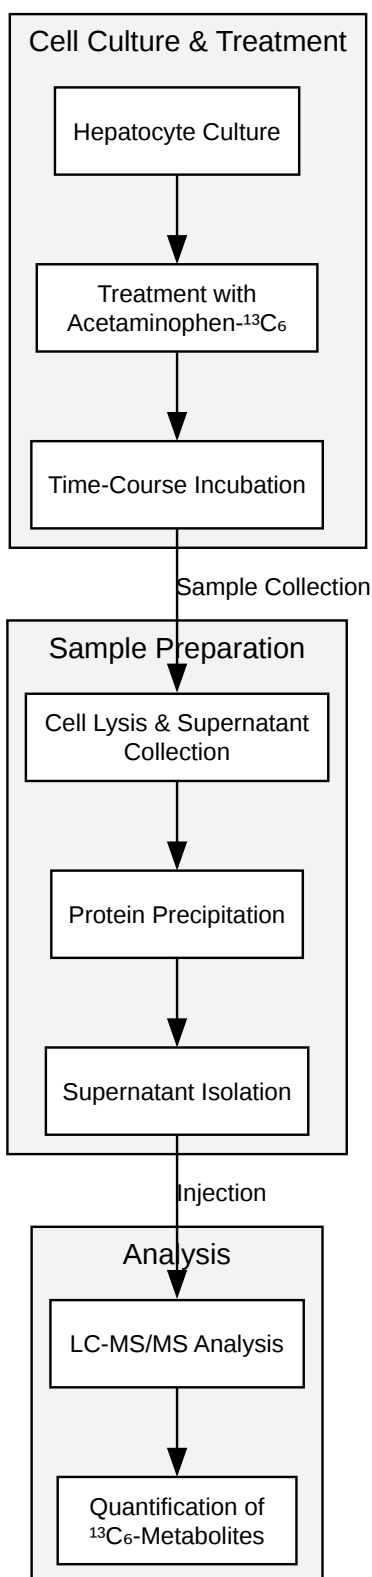 Cell Culture & Treatment
Hepatocyte Culture
Treatment with
Acetaminophen-¹³C₆
Time-Course Incubation
Sample Collection
Sample Preparation
Cell Lysis & Supernatant
Collection
Protein Precipitation
Supernatant Isolation
Injection
Analysis
LC-MS/MS Analysis
Quantification of
¹³C₆-Metabolites